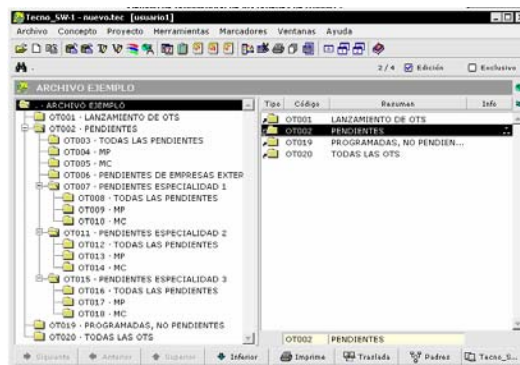 Tecno_SW-1 - nuevo.tec [usuario1]
Archivo Concepto Proyecto Herramientas Marcadores Ventanas Ayuda
2/4 Edición Exclusivo
ARCHIVO EJEMPLO
. - ARCHIVO EJEMPLO
OT001 - LANZAMIENTO DE OTS
OT002 - PENDIENTES
OT003 - TODAS LAS PENDIENTES
OT004 - MP
OT005 - MC
OT006 - PENDIENTES DE EMPRESAS EXTER
OT007 - PENDIENTES ESPECIALIDAD 1
OT008 - TODAS LAS PENDIENTES
OT009 - MP
OT010 - MC
OT011 - PENDIENTES ESPECIALIDAD 2
OT012 - TODAS LAS PENDIENTES
OT013 - MP
OT014 - MC
OT015 - PENDIENTES ESPECIALIDAD 3
OT016 - TODAS LAS PENDIENTES
OT017 - MP
OT018 - MC
OT019 - PROGRAMADAS, NO PENDIENTES
OT020 - TODAS LAS OTS
Tipo Código Resumen Info
OT001 LANZAMIENTO DE OTS
OT002 PENDIENTES
OT019 PROGRAMADAS, NO PENDIEN...
OT020 TODAS LAS OTS
OT002 PENDIENTES
Siguiente Anterior Superior Inferior Imprime Traslada Padres Tecno_S...